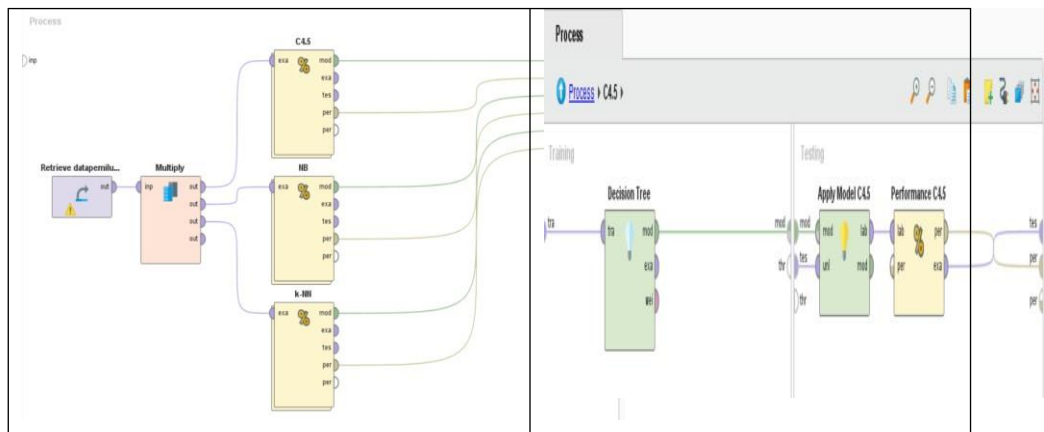 Process
inp
C4.5
exa mod
exa
tes
per
per
Retrieve datapemilu...
out
Multiply
inp out
out
out
out
NB
exa mod
exa
tes
per
per
k-NN
exa mod
exa
tes
per
per
Process
Process C4.5
Training
Testing
Decision Tree
tra
tra mod
exa
wei
mod
thr
Apply Model C4.5
Performance C4.5
mod
tes
thr
mod lab
unl mod
lab per
per exa
tes
per
per